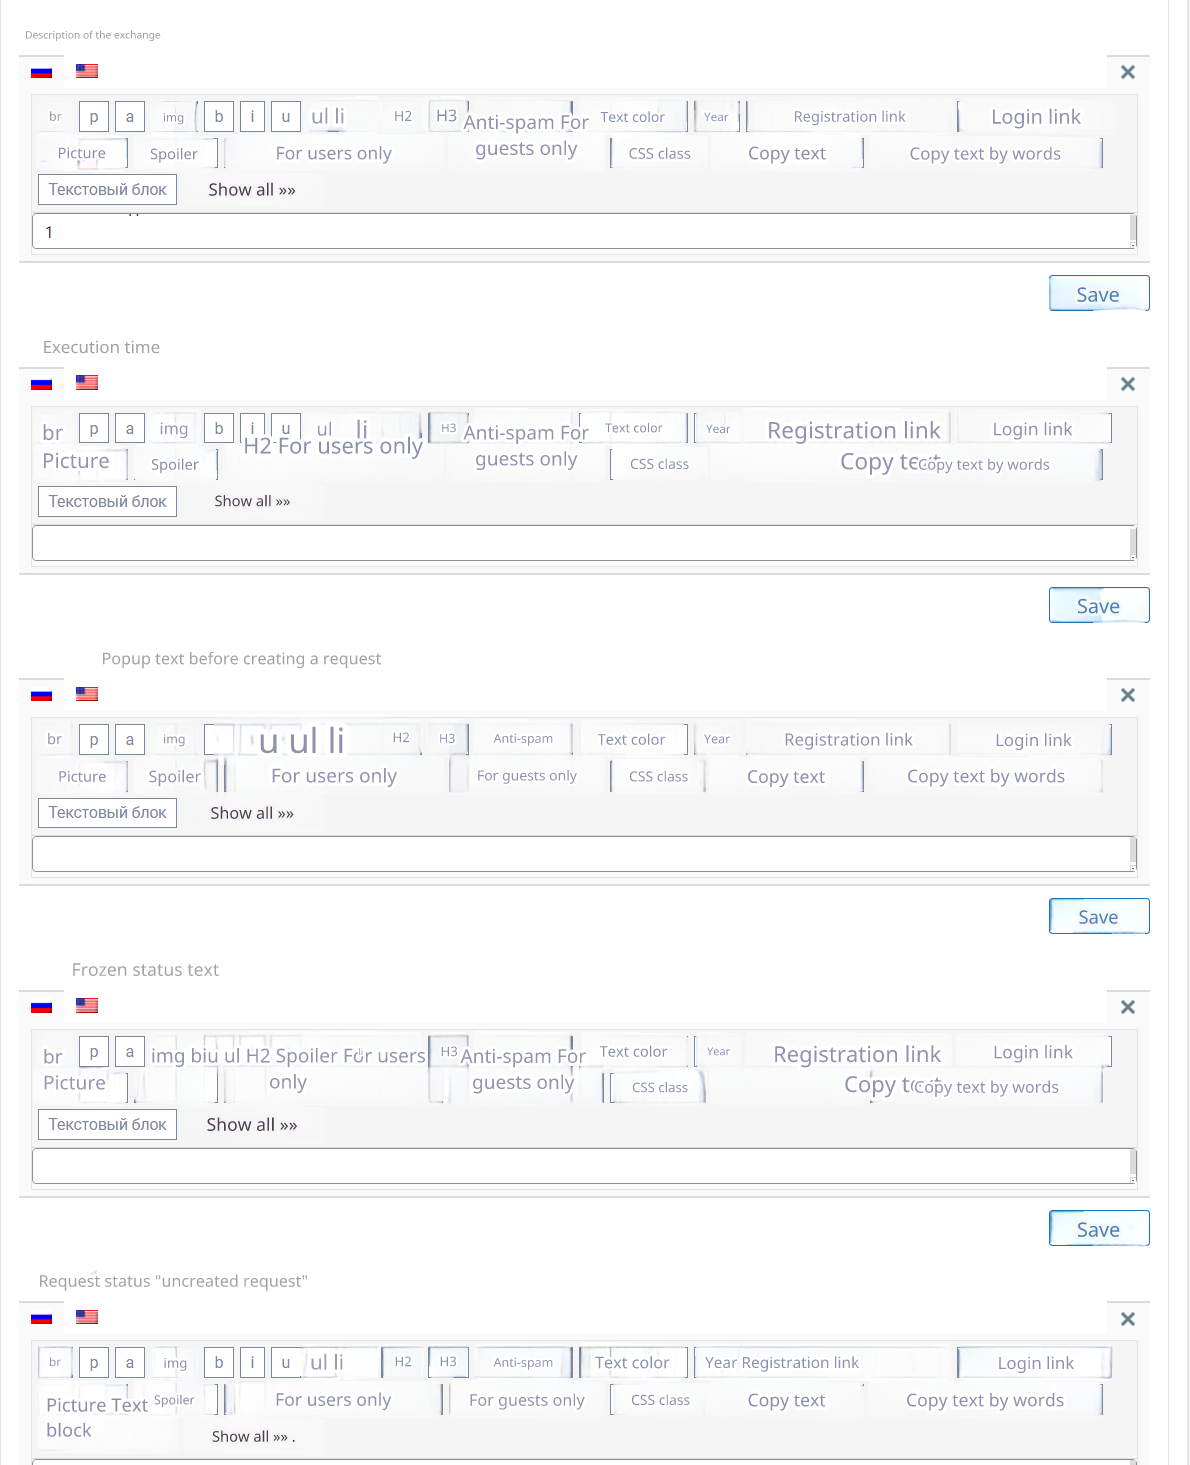 Description of the exchange
br p a img b i u ul li H2 H3 Anti-spam For guests only Text color Year Registration link Login link
Picture Spoiler For users only CSS class Copy text Copy text by words
Текстовый блок Show all »»
1
Save
Execution time
br p a img b i u ul li H3 Anti-spam For guests only Text color Year Registration link Login link
Picture Spoiler H2 For users only CSS class Copy text Copy text by words
Текстовый блок Show all »»
Save
Popup text before creating a request
br p a img u ul li H2 H3 Anti-spam Text color Year Registration link Login link
Picture Spoiler For users only For guests only CSS class Copy text Copy text by words
Текстовый блок Show all »»
Save
Frozen status text
br p a img biu ul H2 Spoiler For users only H3 Anti-spam For guests only Text color Year Registration link Login link
Picture CSS class Copy text by words
Текстовый блок Show all »»
Save
Request status "uncreated request"
br p a img b i u ul li H2 H3 Anti-spam Text color Year Registration link Login link
Picture Text block Spoiler For users only For guests only CSS class Copy text Copy text by words
Show all »» .